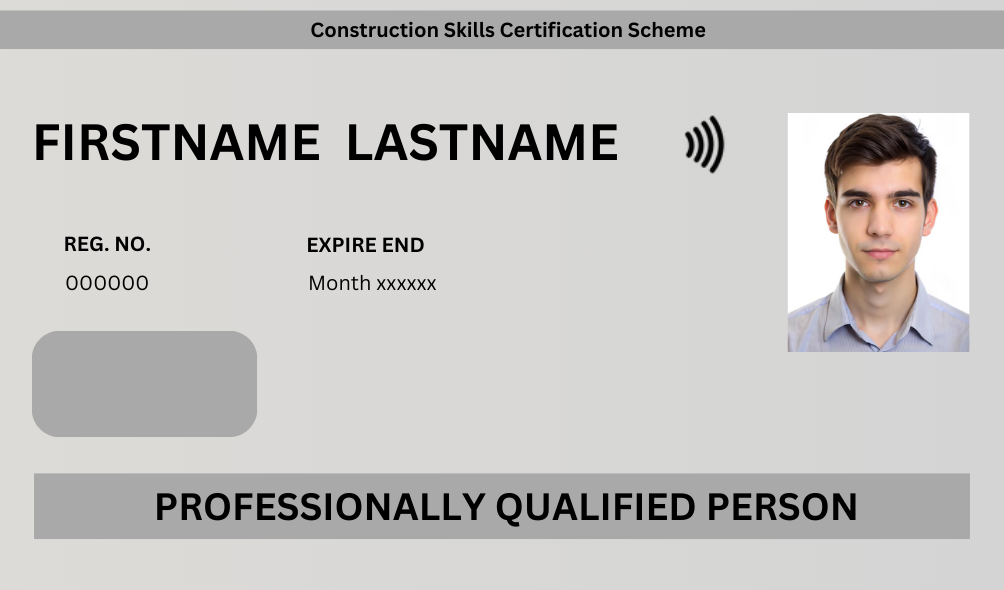 Construction Skills Certification Scheme
FIRSTNAME LASTNAME
REG. NO.
EXPIRE END
000000
Month xxxxxx
PROFESSIONALLY QUALIFIED PERSON